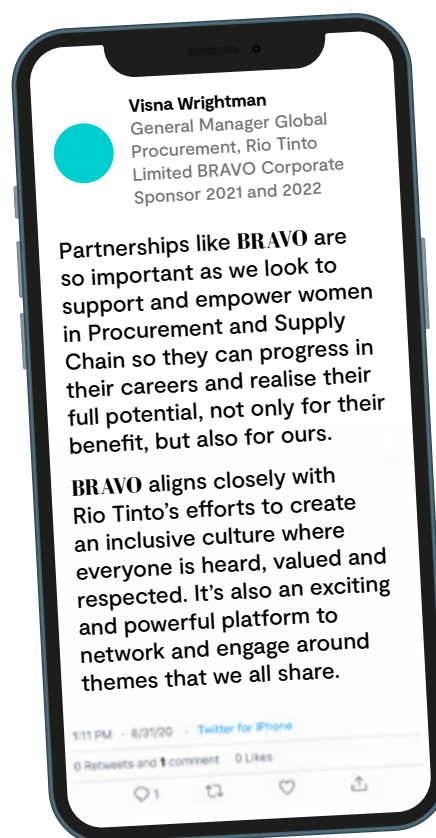 Visna Wrightman
General Manager Global
Procurement, Rio Tinto
Limited BRAVO Corporate
Sponsor 2021 and 2022
Partnerships like BRAVO are
so important as we look to
support and empower women
in Procurement and Supply
Chain so they can progress in
their careers and realise their
full potential, not only for their
benefit, but also for ours.
BRAVO aligns closely with
Rio Tinto’s efforts to create
an inclusive culture where
everyone is heard, valued and
respected. It’s also an exciting
and powerful platform to
network and engage around
themes that we all share.
1:11 PM · 8/31/20 · Twitter for iPhone
0 Retweets and 1 comment 0 Likes
1